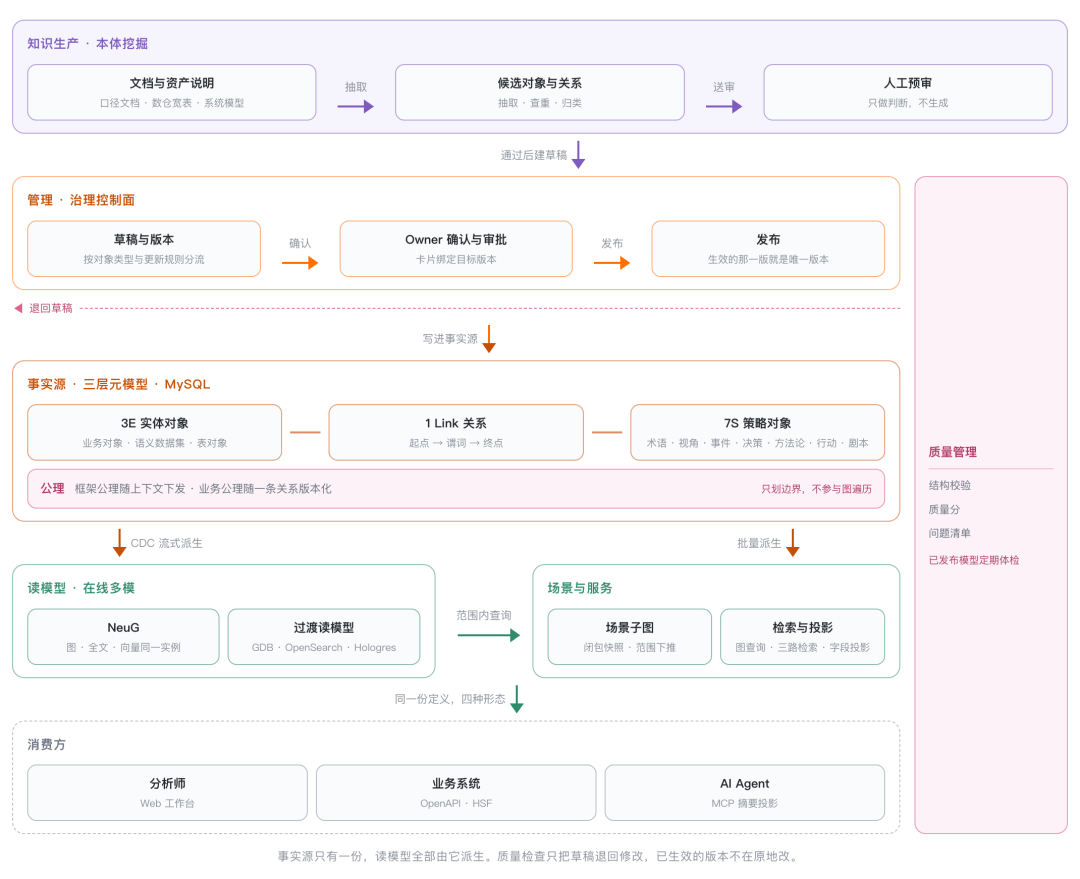 知识生产 · 本体挖掘
文档与资产说明
口径文档 · 数仓宽表 · 系统模型
抽取
候选对象与关系
抽取 · 查重 · 归类
送审
人工预审
只做判断，不生成
通过后建草稿
管理 · 治理控制面
草稿与版本
按对象类型与更新规则分流
确认
Owner 确认与审批
卡片绑定目标版本
发布
发布
生效的那一版就是唯一版本
退回草稿
写进事实源
事实源 · 三层元模型 · MySQL
3E 实体对象
业务对象 · 语义数据集 · 表对象
1 Link 关系
起点 → 谓词 → 终点
7S 策略对象
术语 · 视角 · 事件 · 决策 · 方法论 · 行动 · 剧本
公理 框架公理随上下文下发 · 业务公理随一条关系版本化
只划边界，不参与图遍历
CDC 流式派生
批量派生
读模型 · 在线多模
NeuG
图 · 全文 · 向量同一实例
过渡读模型
GDB · OpenSearch · Hologres
范围内查询
场景与服务
场景子图
闭包快照 · 范围下推
检索与投影
图查询 · 三路检索 · 字段投影
同一份定义，四种形态
消费方
分析师
Web 工作台
业务系统
OpenAPI · HSF
AI Agent
MCP 摘要投影
质量管理
结构校验
质量分
问题清单
已发布模型定期体检
事实源只有一份，读模型全部由它派生。质量检查只把草稿退回修改，已生效的版本不在原地改。